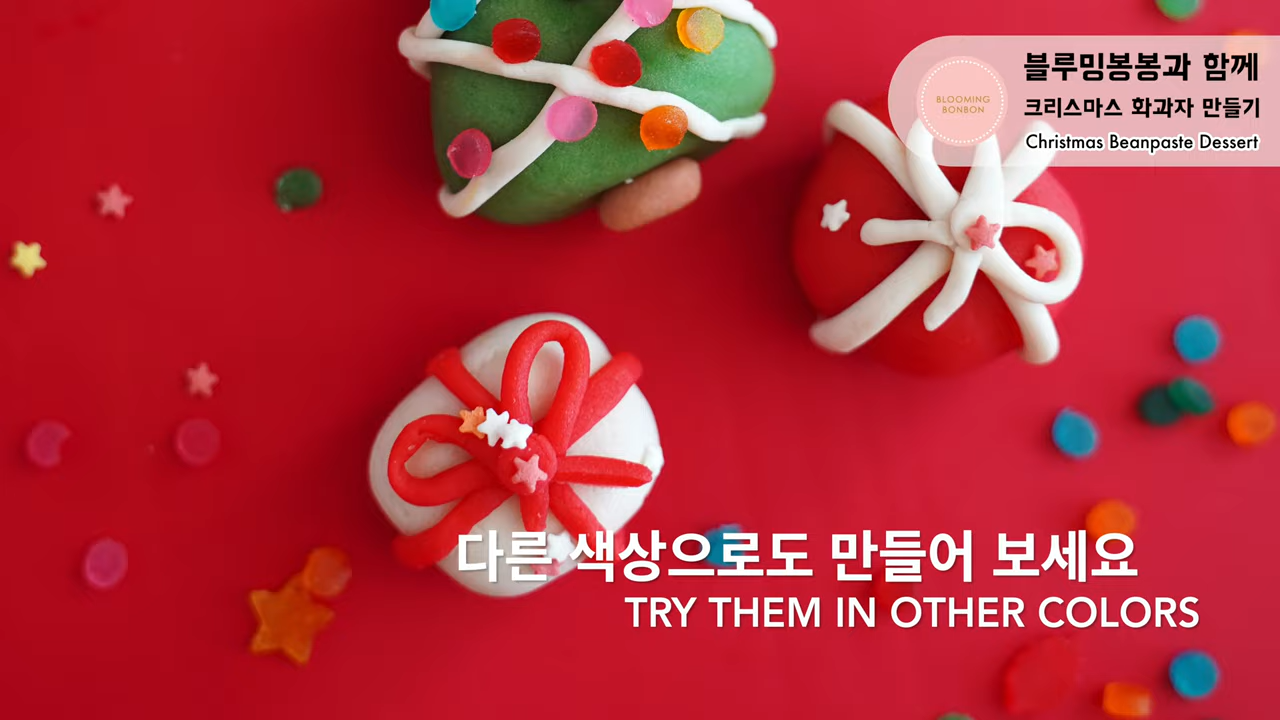 블루밍봉봉과 함께
BLOOMING
BONBON
크리스마스 화과자 만들기
Christmas Beanpaste Dessert
다른 색상으로도 만들어 보세요
TRY THEM IN OTHER COLORS